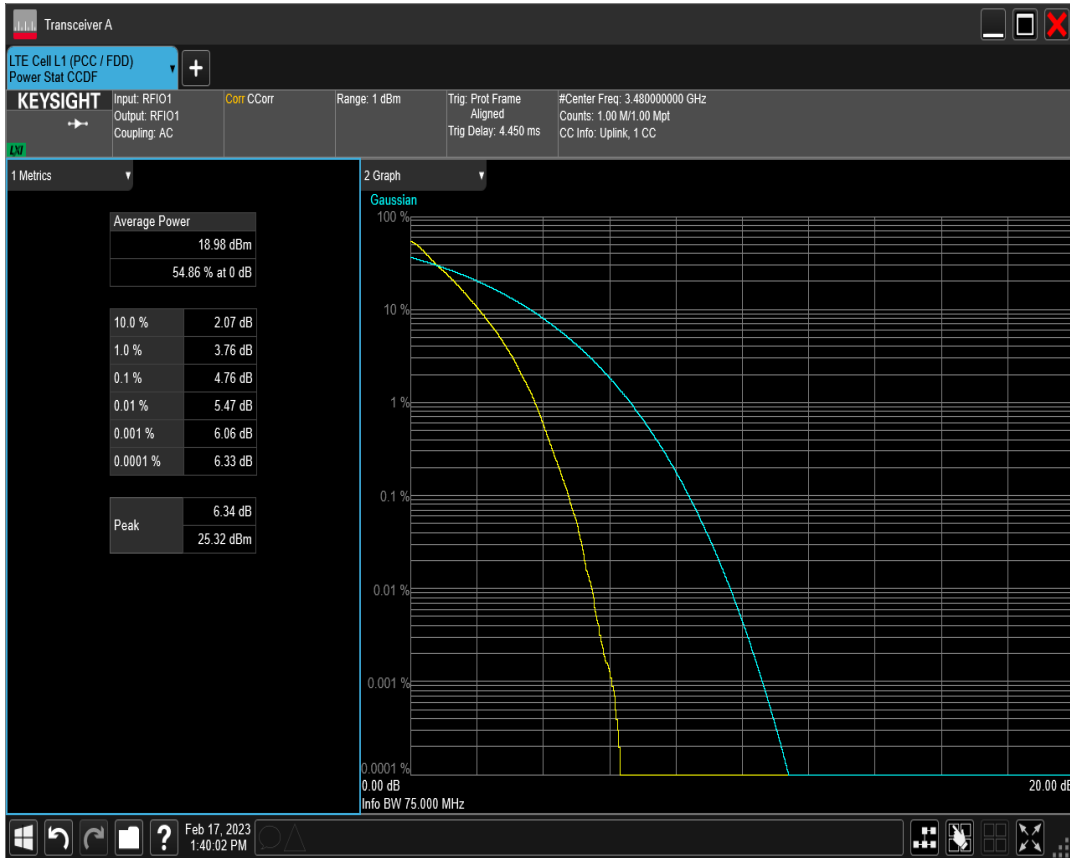 Transceiver A
LTE Cell L1 (PCC / FDD)
Power Stat CCDF
KEYSIGHT
LXI
Input: RFIO1
Output: RFIO1
Coupling: AC
Corr CCorr
Range: 1 dBm
Trig: Prot Frame
Aligned
Trig Delay: 4.450 ms
#Center Freq: 3.480000000 GHz
Counts: 1.00 M/1.00 Mpt
CC Info: Uplink, 1 CC
1 Metrics
Average Power
18.98 dBm
54.86 % at 0 dB
10.0 % 2.07 dB
1.0 % 3.76 dB
0.1 % 4.76 dB
0.01 % 5.47 dB
0.001 % 6.06 dB
0.0001 % 6.33 dB
Peak
6.34 dB
25.32 dBm
2 Graph
Gaussian
100 %
10 %
1 %
0.1 %
0.01 %
0.001 %
0.0001 %
0.00 dB 20.00 dB
Info BW 75.000 MHz
?
Feb 17, 2023
1:40:02 PM